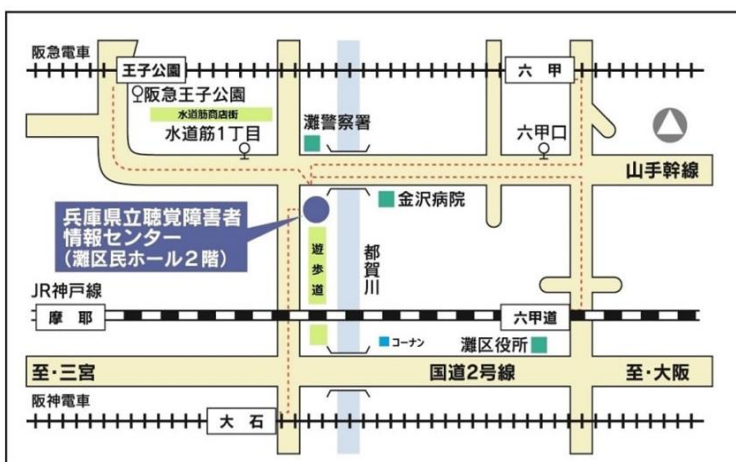 阪急電車
王子公園
六甲
阪急王子公園
水道筋商店街
水道筋1丁目
灘警察署
六甲口
山手幹線
金沢病院
兵庫県立聴覚障害者
情報センター
(灘区民ホール2階)
遊歩道
都賀川
JR神戸線
摩耶
六甲道
コーナン
灘区役所
至・三宮
国道2号線
至・大阪
阪神電車
大石